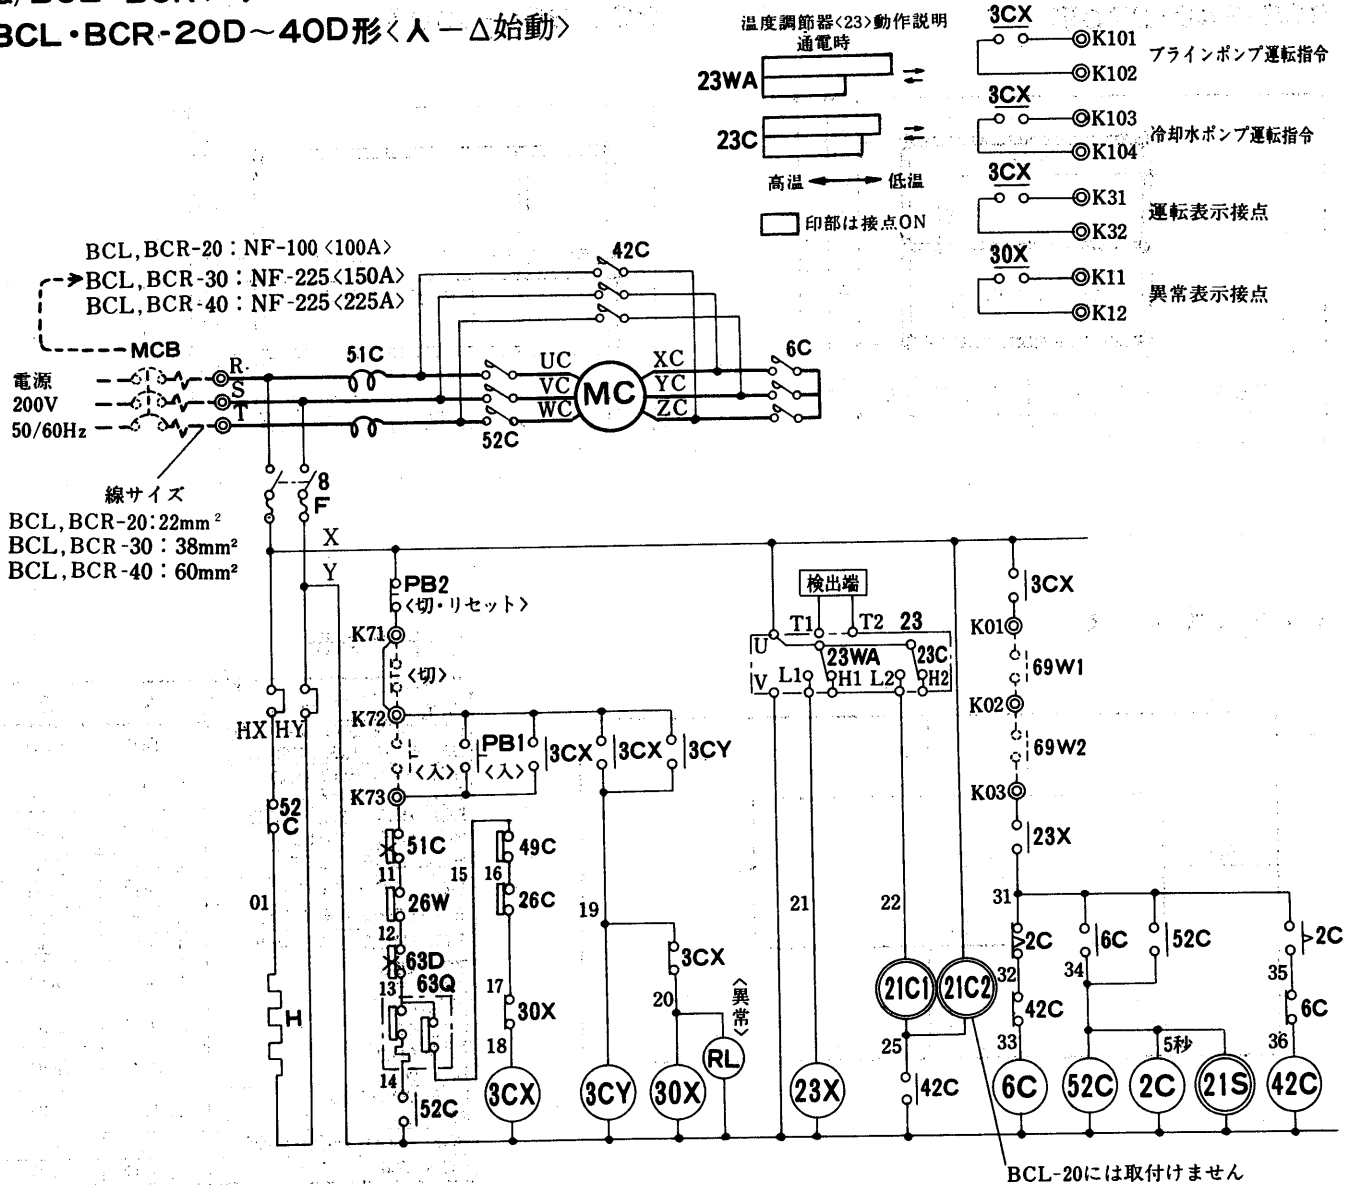 BCL・BCR-20D～40D形〈人－Δ始動〉
温度調節器〈23〉動作説明
通電時
23WA
23C
高温 低温
印部は接点ON
3CX
K101
K102
ブラインポンプ運転指令
3CX
K103
K104
冷却水ポンプ運転指令
3CX
K31
K32
運転表示接点
30X
K11
K12
異常表示接点
BCL,BCR-20：NF-100〈100A〉
BCL,BCR-30：NF-225〈150A〉
BCL,BCR-40：NF-225〈225A〉
MCB
電源
200V
50/60Hz
R
S
T
51C
42C
52C
UC
VC
WC
MC
XC
YC
ZC
6C
線サイズ
BCL,BCR-20:22mm²
BCL,BCR-30：38mm²
BCL,BCR-40：60mm²
8
F
X
Y
PB2
〈切・リセット〉
K71
〈切〉
K72
〈入〉
PB1
〈入〉
3CX
3CX
3CY
K73
HX HY
52
C
01
H
51C
11
26W
12
63D
13
63Q
14
52C
15
49C
16
26C
17
30X
18
3CX
19
3CY
3CX
20
30X
RL
〈異常〉
検出端
T1
T2
23
U
V
23WA
23C
L1
H1
L2
H2
21
22
23X
21C1
21C2
25
42C
3CX
K01
69W1
K02
69W2
K03
23X
31
2C
32
42C
33
6C
6C
34
52C
52C
5秒
2C
21S
2C
35
6C
36
42C
BCL-20には取付けません